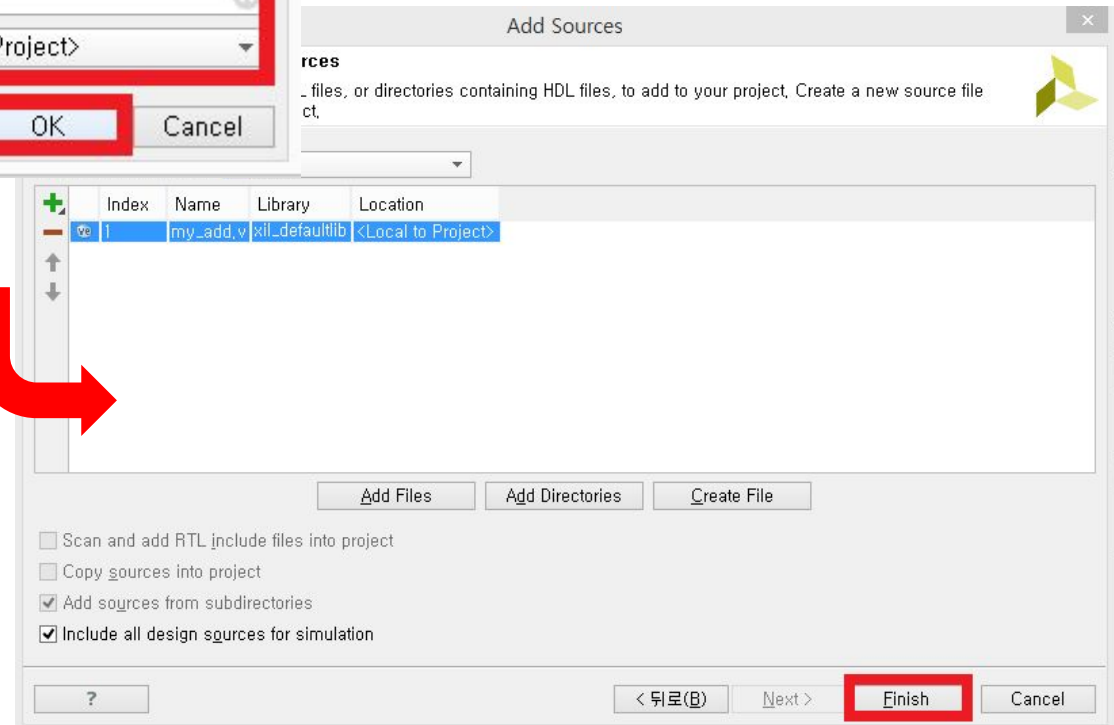 Project>
OK
Cancel
Add Sources
rces
files, or directories containing HDL files, to add to your project, Create a new source file
ct,
Index Name Library Location
1 my_add.v xil_defaultlib <Local to Project>
Add Files Add Directories Create File
Scan and add RTL include files into project
Copy sources into project
Add sources from subdirectories
Include all design sources for simulation
? < 뒤로(B) Next > Finish Cancel